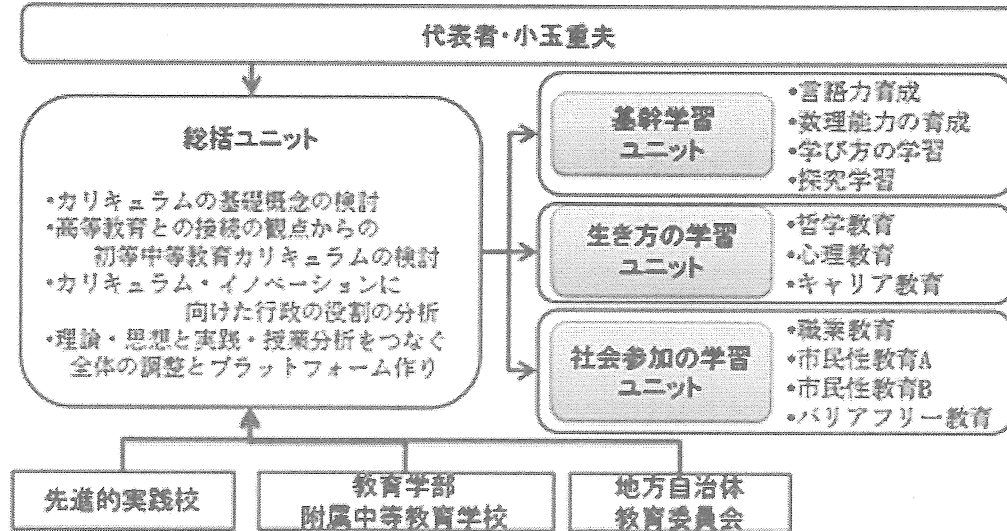 代表者・小玉重夫
総括ユニット
・カリキュラムの基礎概念の検討
・高等教育との接続の観点からの
初等中等教育カリキュラムの検討
・カリキュラム・イノベーションに
向けた行政の役割の分析
・理論・思想と実践・授業分析をつなぐ
全体の調整とプラットフォーム作り
基幹学習
ユニット
・言語力育成
・数理能力の育成
・学び方の学習
・探究学習
生き方の学習
ユニット
・哲学教育
・心理教育
・キャリア教育
社会参加の学習
ユニット
・職業教育
・市民性教育A
・市民性教育B
・バリアフリー教育
先進的実践校
教育学部
附属中等教育学校
地方自治体
教育委員会